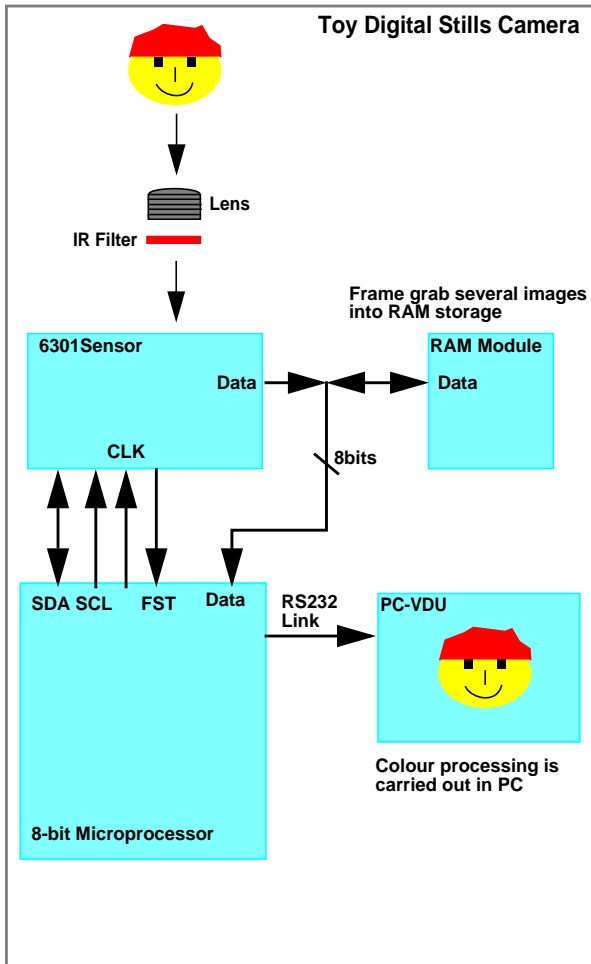 Toy Digital Stills Camera
Lens
IR Filter
Frame grab several images
into RAM storage
6301Sensor
RAM Module
Data
Data
8bits
CLK
SDA SCL
FST
Data
RS232
Link
PC-VDU
Colour processing is
carried out in PC
8-bit Microprocessor